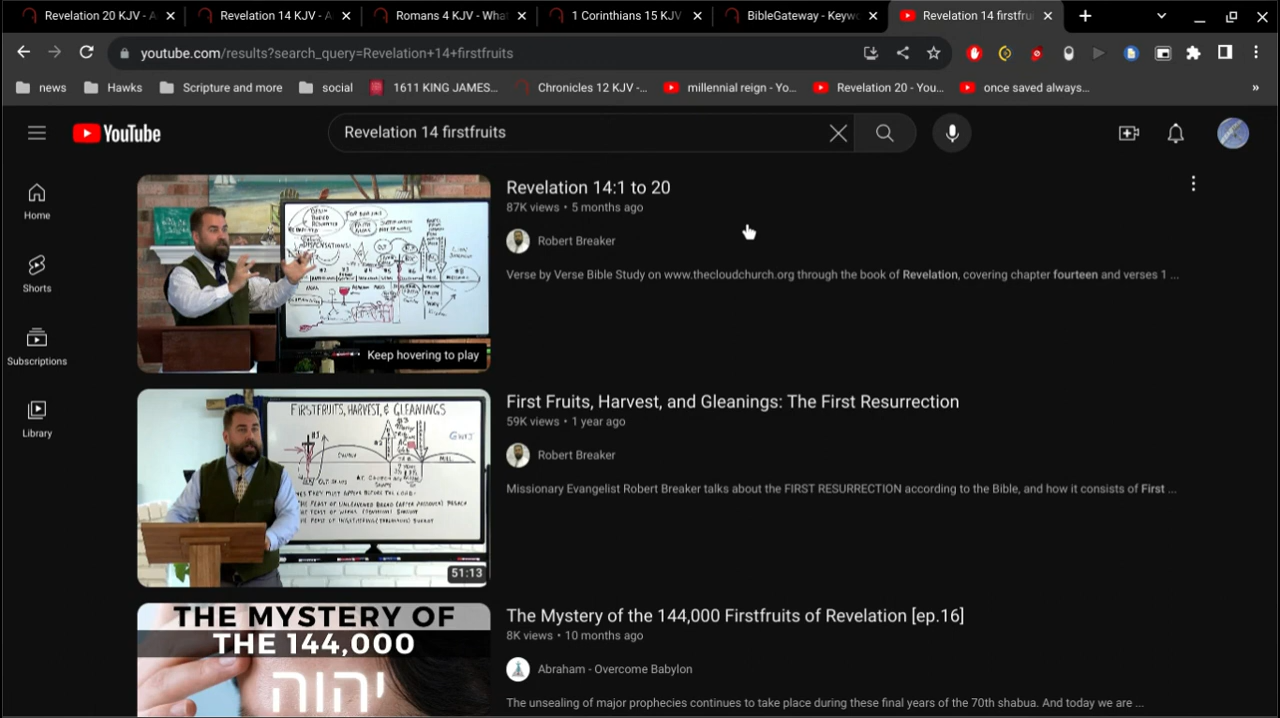 Revelation 20 KJV - A
Revelation 14 KJV - A
Romans 4 KJV - What
1 Corinthians 15 KJV
BibleGateway - Keyw
Revelation 14 firstfru
youtube.com/results?search_query=Revelation+14+firstfruits
news
Hawks
Scripture and more
social
1611 KING JAMES...
Chronicles 12 KJV -...
millennial reign - Yo...
Revelation 20 - You...
once saved always...
»
YouTube
Revelation 14 firstfruits
Home
Shorts
Subscriptions
Library
Keep hovering to play
Revelation 14:1 to 20
87K views • 5 months ago
Robert Breaker
Verse by Verse Bible Study on www.thecloudchurch.org through the book of Revelation, covering chapter fourteen and verses 1 ...
FIRSTFRUITS, HARVEST, & GLEANINGS
CHURCH
GWTJ
MILL
51:13
First Fruits, Harvest, and Gleanings: The First Resurrection
59K views • 1 year ago
Robert Breaker
Missionary Evangelist Robert Breaker talks about the FIRST RESURRECTION according to the Bible, and how it consists of First ...
THE MYSTERY OF
THE 144,000
יהוה
The Mystery of the 144,000 Firstfruits of Revelation [ep.16]
8K views • 10 months ago
Abraham - Overcome Babylon
The unsealing of major prophecies continues to take place during these final years of the 70th shabua. And today we are ...